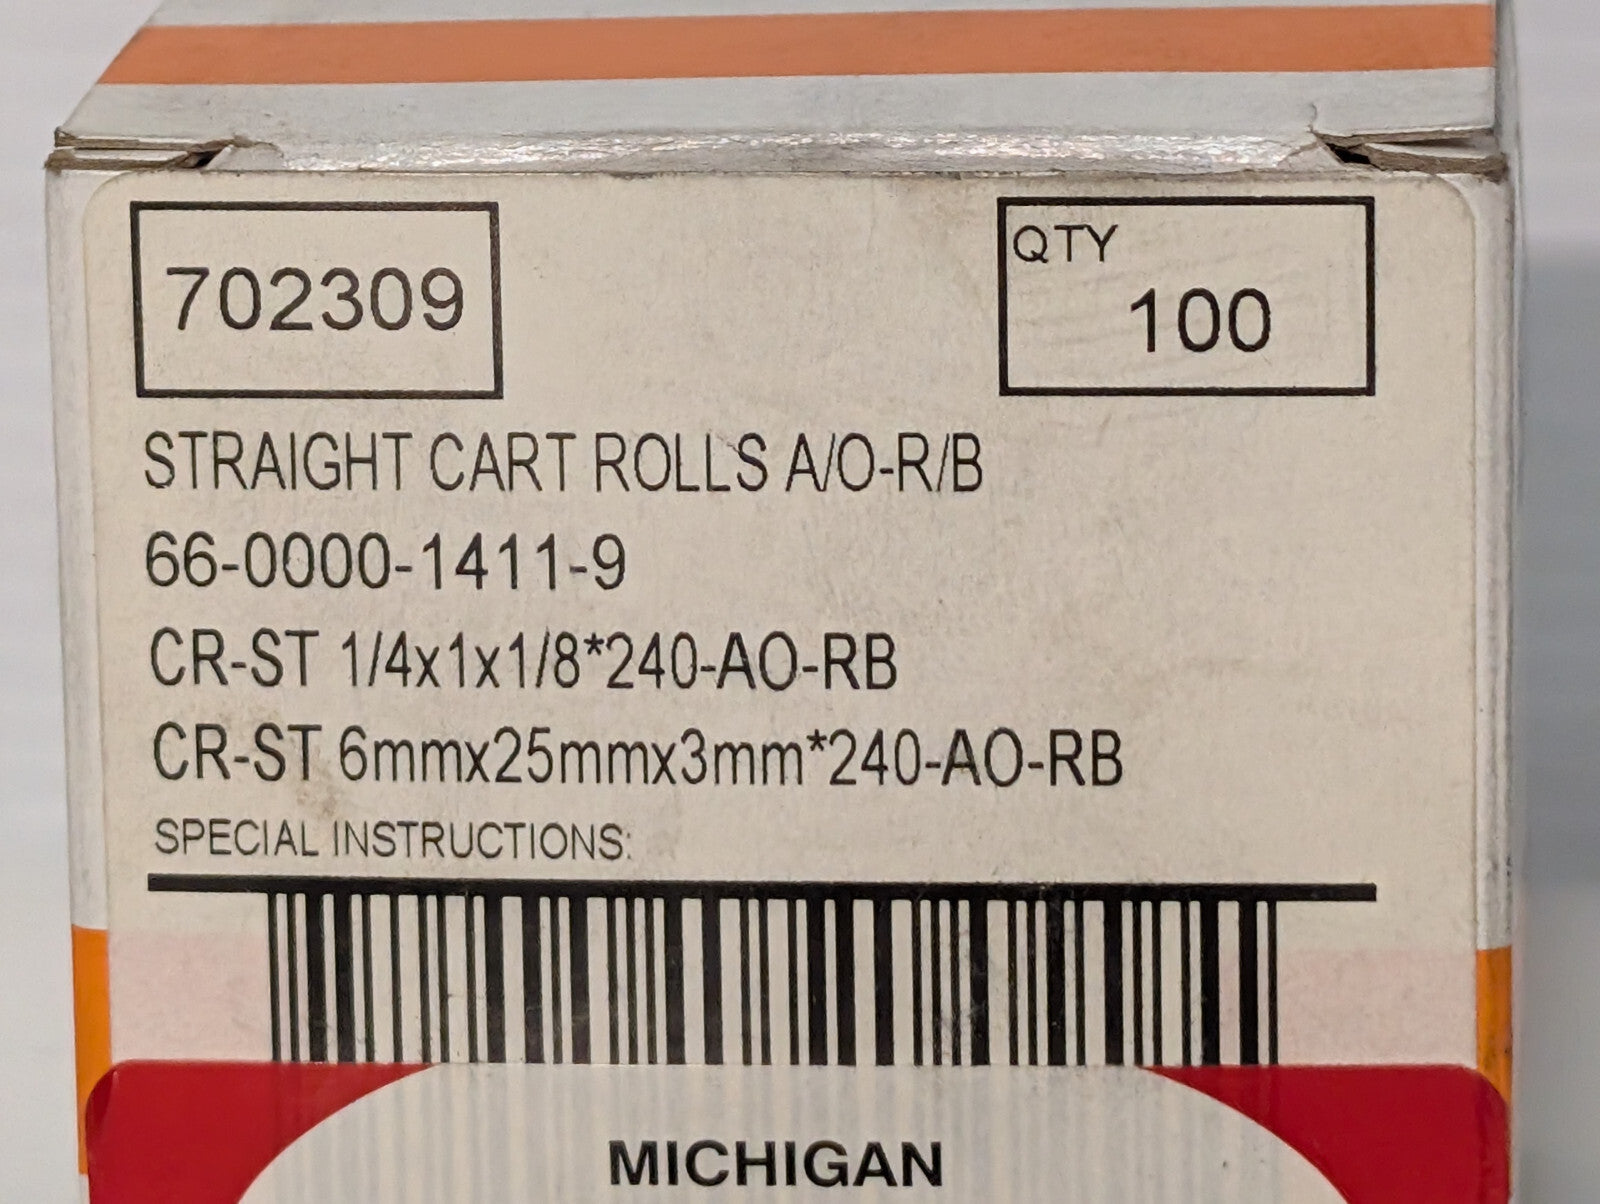 702309
QTY
100
STRAIGHT CART ROLLS A/O-R/B
66-0000-1411-9
CR-ST 1/4x1x1/8*240-AO-RB
CR-ST 6mmx25mmx3mm*240-AO-RB
SPECIAL INSTRUCTIONS:
MICHIGAN